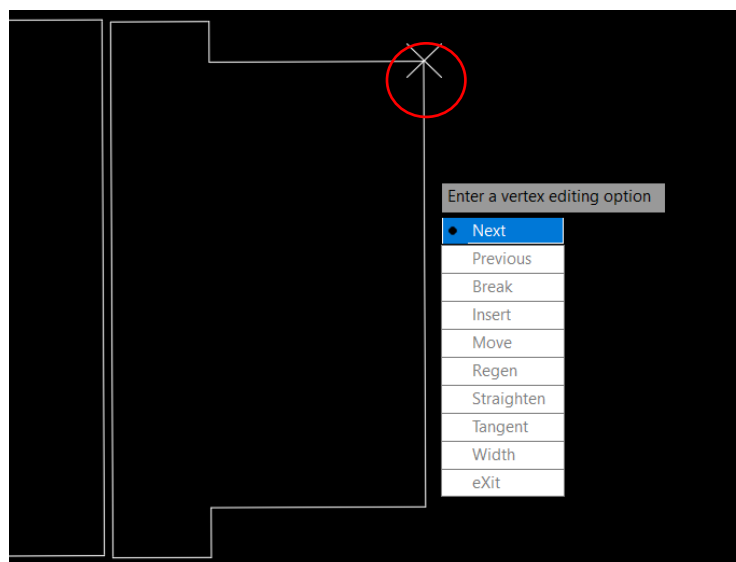 Enter a vertex editing option
Next
Previous
Break
Insert
Move
Regen
Straighten
Tangent
Width
eXit